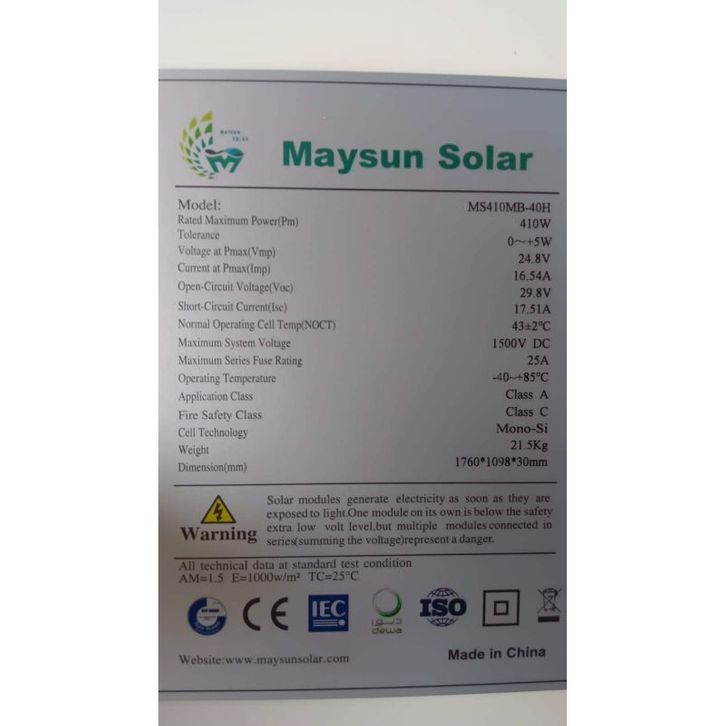 MAYSUN
SOLAR
Maysun Solar
Model: MS410MB-40H
Rated Maximum Power(Pm) 410W
Tolerance 0~+5W
Voltage at Pmax(Vmp) 24.8V
Current at Pmax(Imp) 16.54A
Open-Circuit Voltage(Voc) 29.8V
Short-Circuit Current(Isc) 17.51A
Normal Operating Cell Temp(NOCT) 43±2°C
Maximum System Voltage 1500V DC
Maximum Series Fuse Rating 25A
Operating Temperature -40~+85°C
Application Class Class A
Fire Safety Class Class C
Cell Technology Mono-Si
Weight 21.5Kg
Dimension(mm) 1760*1098*30mm
Warning
Solar modules generate electricity as soon as they are
exposed to light.One module on its own is below the safety
extra low volt level,but multiple modules connected in
series(summing the voltage)represent a danger.
All technical data at standard test condition
AM=1.5 E=1000w/m² TC=25°C
CE IEC ديوا dewa ISO
Website:www.maysunsolar.com
Made in China